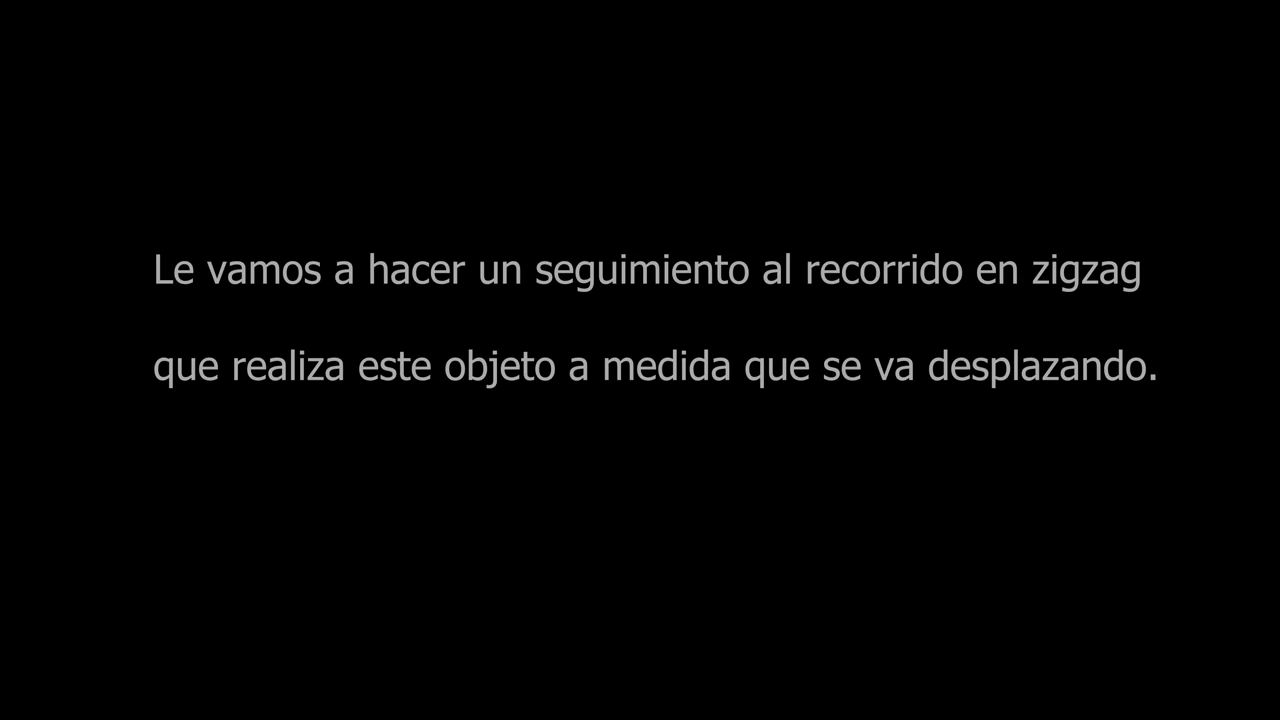 Le vamos a hacer un seguimiento al recorrido en zigzag
que realiza este objeto a medida que se va desplazando.